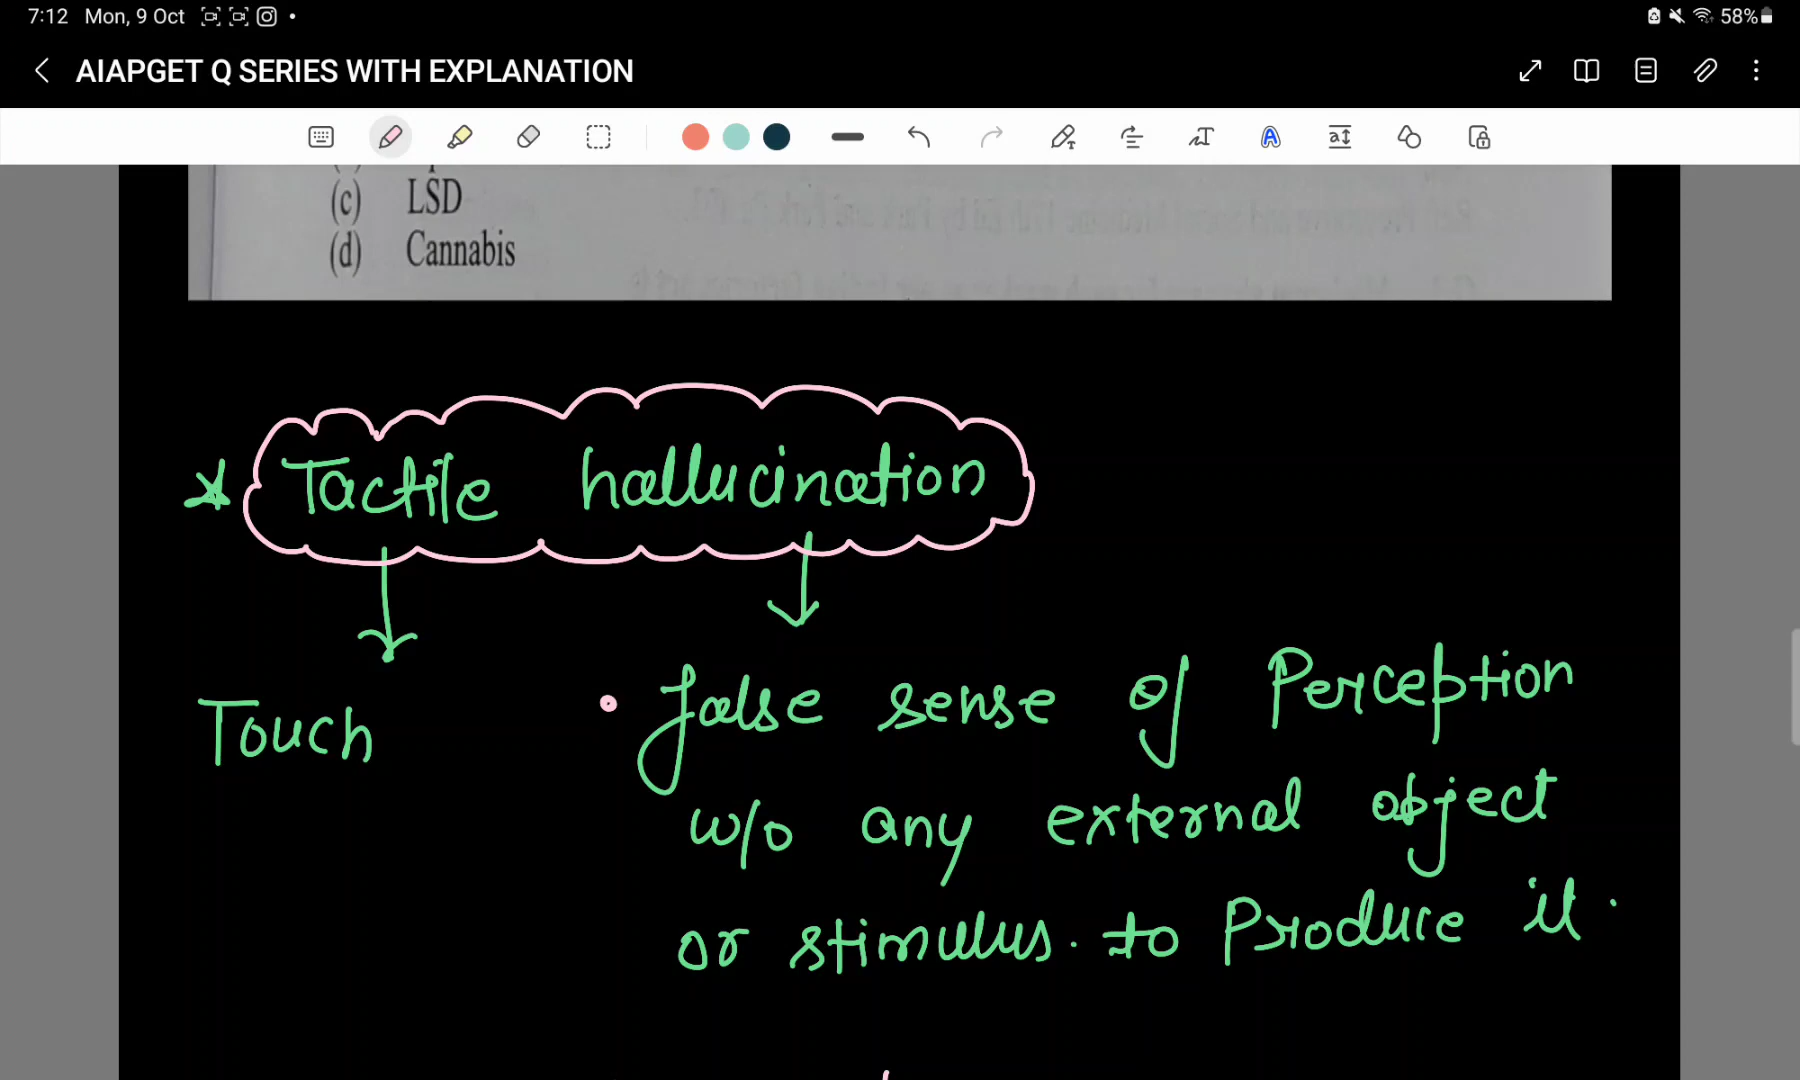 7:12 Mon, 9 Oct
58%
AIAPGET Q SERIES WITH EXPLANATION
(c) LSD
(d) Cannabis
Tactile hallucination
Touch
false sense of Perception
w/o any external object
or stimulus. to Produce it.